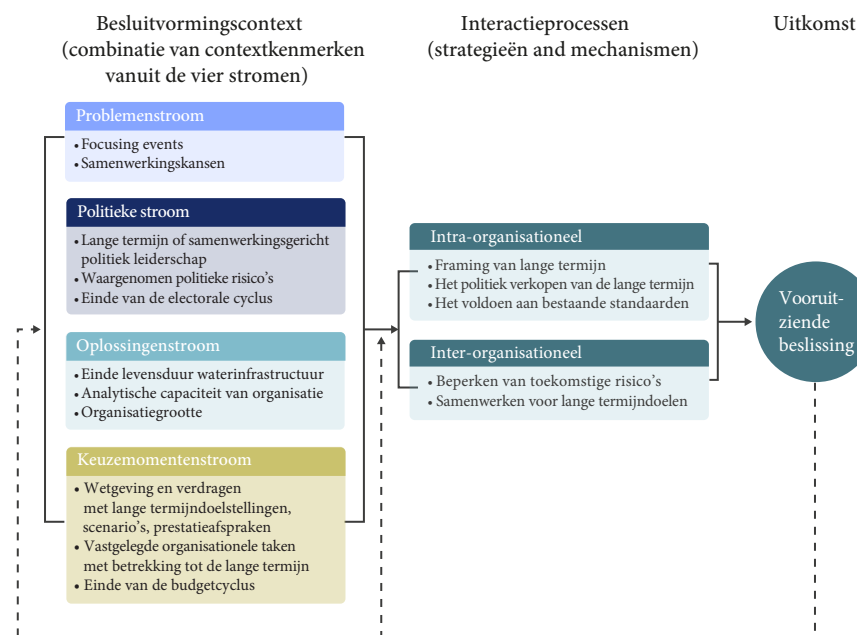 Besluitvormingscontext
(combinatie van contextkenmerken
vanuit de vier stromen)
Interactieprocessen
(strategieën and mechanismen)
Uitkomst
Problemenstroom
• Focusing events
• Samenwerkingskansen
Politieke stroom
• Lange termijn of samenwerkingsgericht
politiek leiderschap
• Waargenomen politieke risico's
• Einde van de electorale cyclus
Oplossingenstroom
• Einde levensduur waterinfrastructuur
• Analytische capaciteit van organisatie
• Organisatiegrootte
Keuzemomentenstroom
• Wetgeving en verdragen
met lange termijndoelstellingen,
scenario's, prestatieafspraken
• Vastgelegde organisationele taken
met betrekking tot de lange termijn
• Einde van de budgetcyclus
Intra-organisationeel
• Framing van lange termijn
• Het politiek verkopen van de lange termijn
• Het voldoen aan bestaande standaarden
Inter-organisationeel
• Beperken van toekomstige risico's
• Samenwerken voor lange termijndoelen
Vooruit-
ziende
beslissing